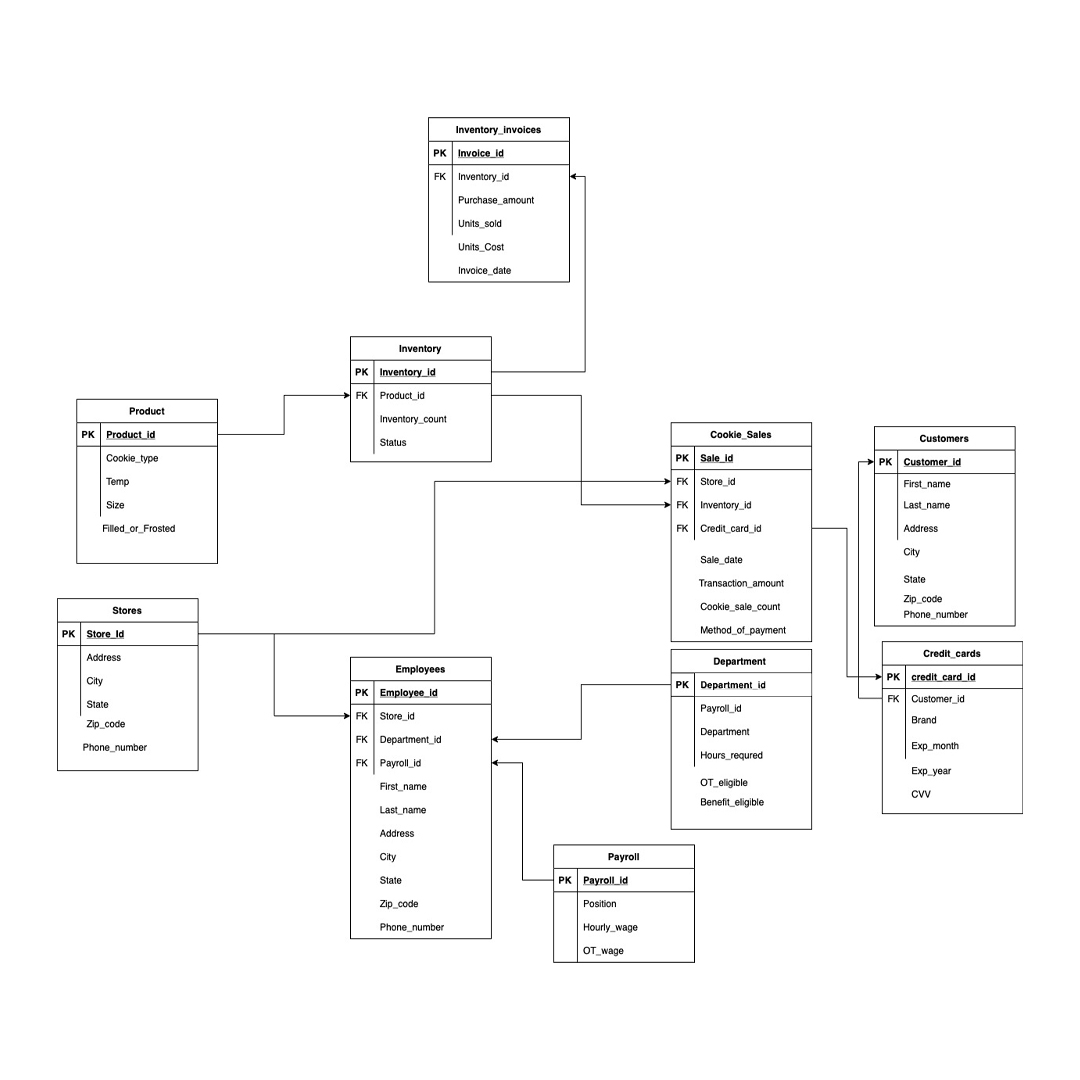 Inventory_invoices
PK Invoice_id
FK Inventory_id
Purchase_amount
Units_sold
Units_Cost
Invoice_date
Inventory
PK Inventory_id
FK Product_id
Inventory_count
Status
Product
PK Product_id
Cookie_type
Temp
Size
Filled_or_Frosted
Cookie_Sales
PK Sale_id
FK Store_id
FK Inventory_id
FK Credit_card_id
Sale_date
Transaction_amount
Cookie_sale_count
Method_of_payment
Customers
PK Customer_id
First_name
Last_name
Address
City
State
Zip_code
Phone_number
Stores
PK Store_Id
Address
City
State
Zip_code
Phone_number
Employees
PK Employee_id
FK Store_id
FK Department_id
FK Payroll_id
First_name
Last_name
Address
City
State
Zip_code
Phone_number
Department
PK Department_id
Payroll_id
Department
Hours_requred
OT_eligible
Benefit_eligible
Credit_cards
PK credit_card_id
FK Customer_id
Brand
Exp_month
Exp_year
CVV
Payroll
PK Payroll_id
Position
Hourly_wage
OT_wage